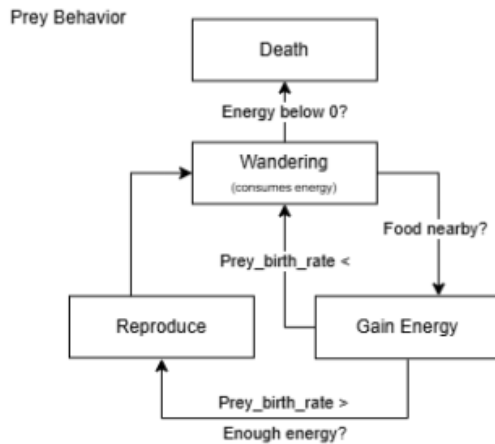 Prey Behavior
Death
Energy below 0?
Wandering
(consumes energy)
Food nearby?
Prey_birth_rate <
Reproduce
Gain Energy
Prey_birth_rate >
Enough energy?